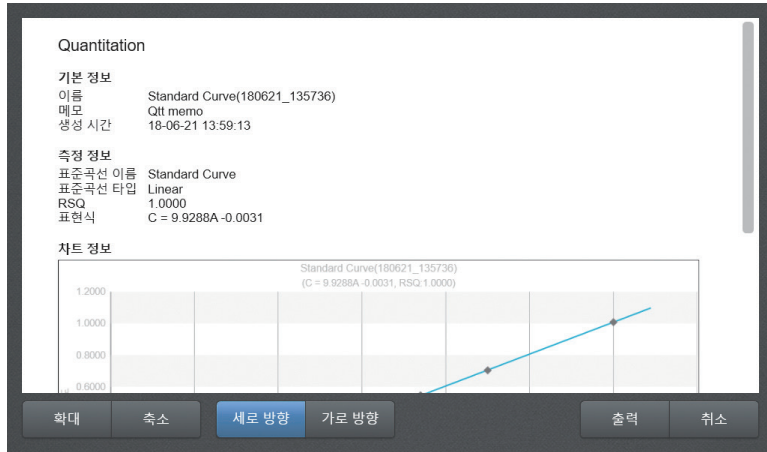 Quantitation
기본 정보
이름 Standard Curve(180621_135736)
메모 Qtt memo
생성 시간 18-06-21 13:59:13
측정 정보
표준곡선 이름 Standard Curve
표준곡선 타입 Linear
RSQ 1.0000
표현식 C = 9.9288A -0.0031
차트 정보
Standard Curve(180621_135736)
(C = 9.9288A -0.0031, RSQ:1.0000)
1.2000
1.0000
0.8000
0.6000
확대 축소 세로 방향 가로 방향 출력 취소